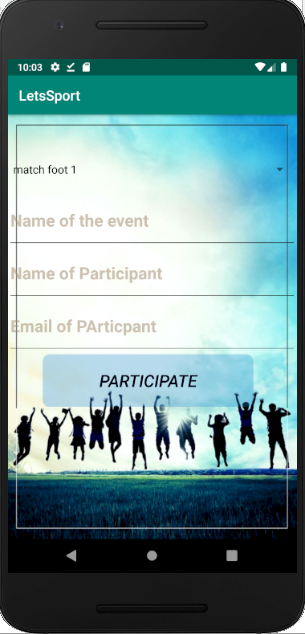 10:03
LetsSport
match foot 1
Name of the event
Name of Participant
Email of PArticpant
PARTICIPATE